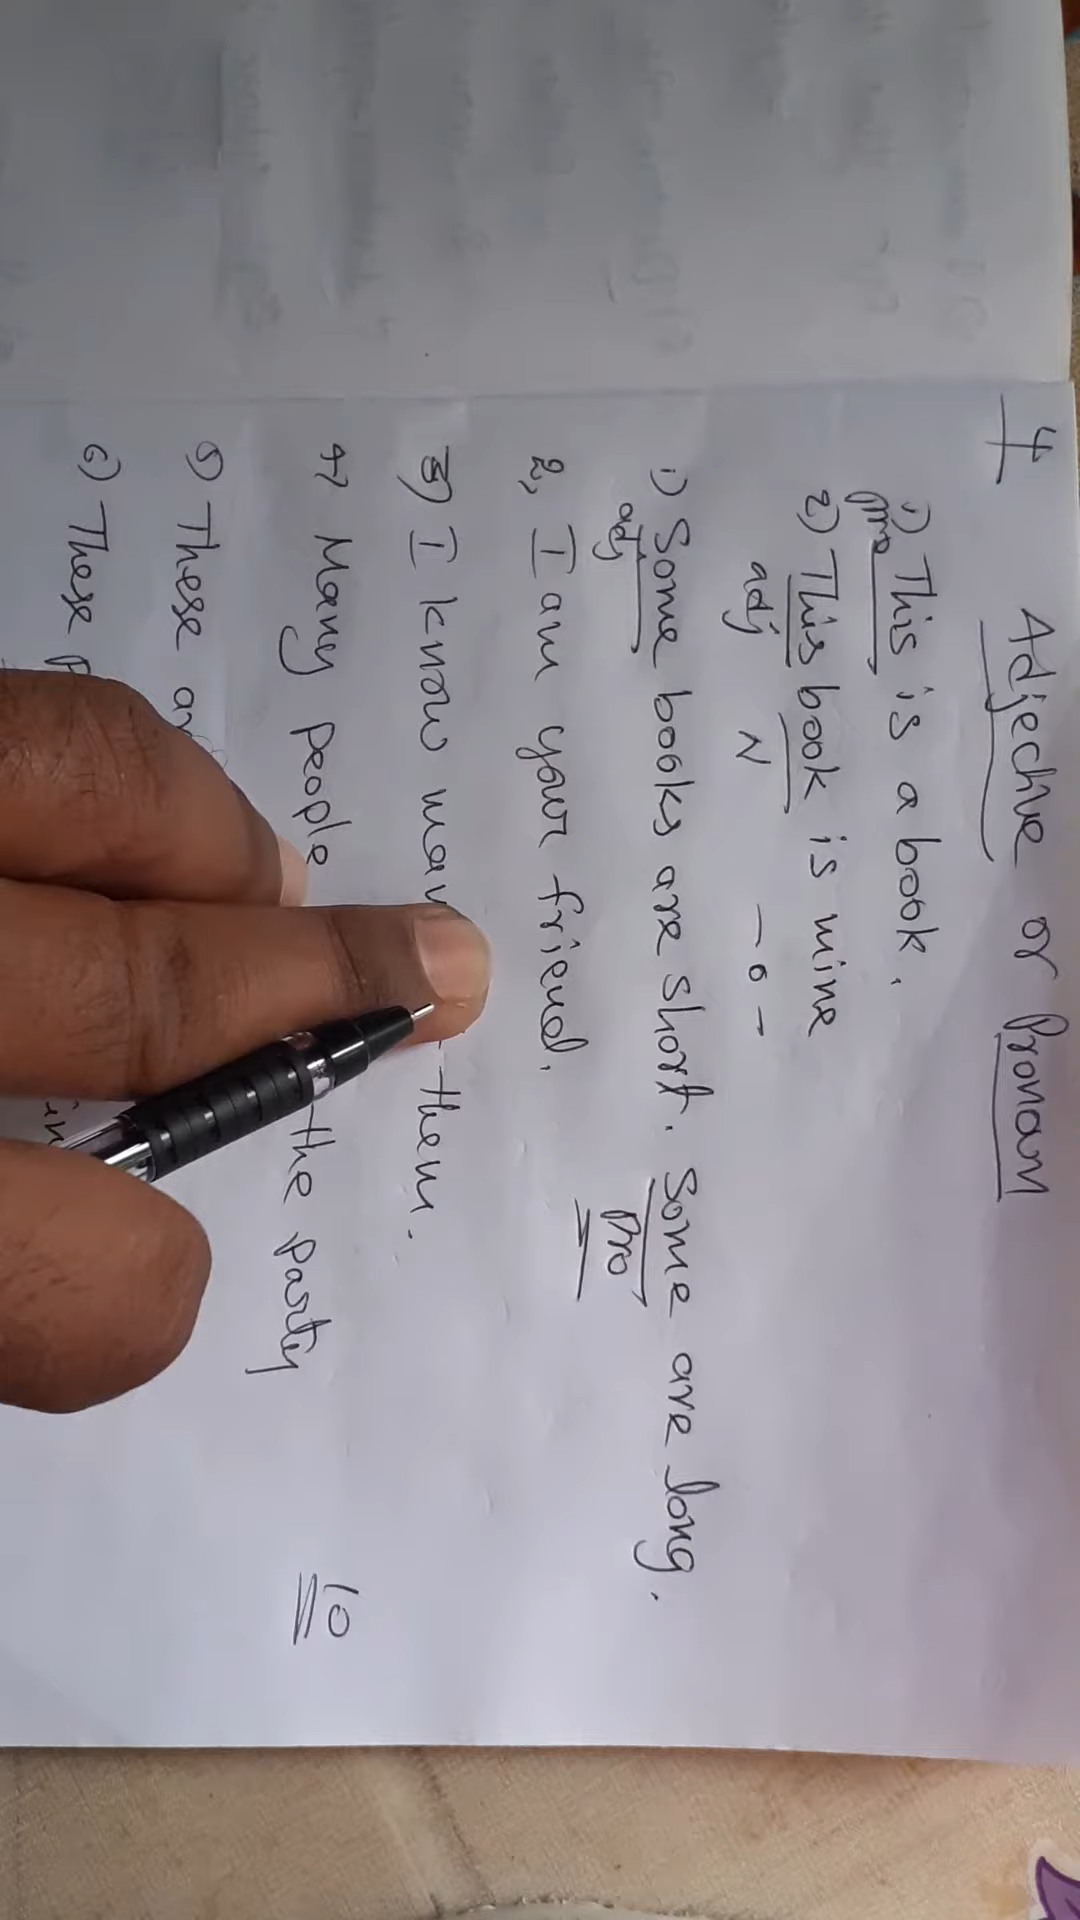 4 Adjective or Pronoun
1) This is a book.
pro
2) This book is mine
adj N -o-
1) Some books are short. Some are long.
adj Pro
2) I am your friend.
3) I know them.
4) Many people the party
10
5) These
6) These